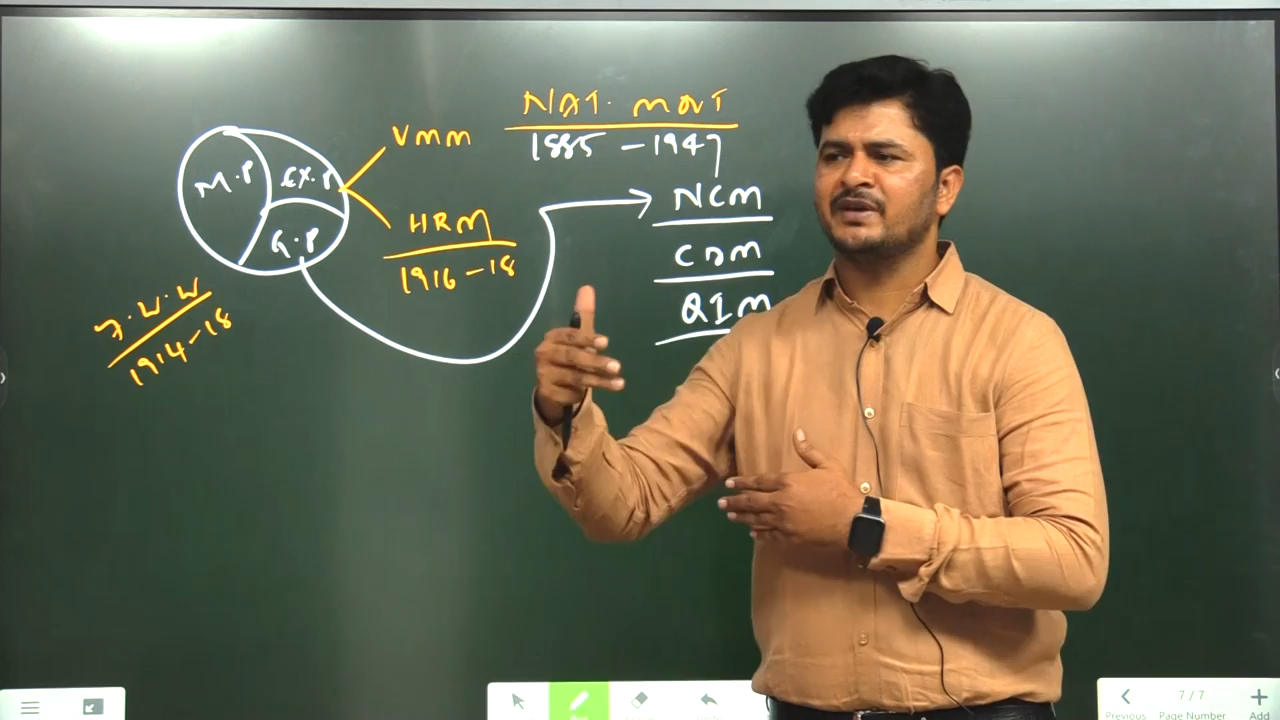 NAT. MOVT
1885 - 1947
VMM
M.P
EX.P
G.P
HRM
1916-18
NCM
CDM
QIM
F.W.W
1914-18
7/7
Previous
Page Number
Add